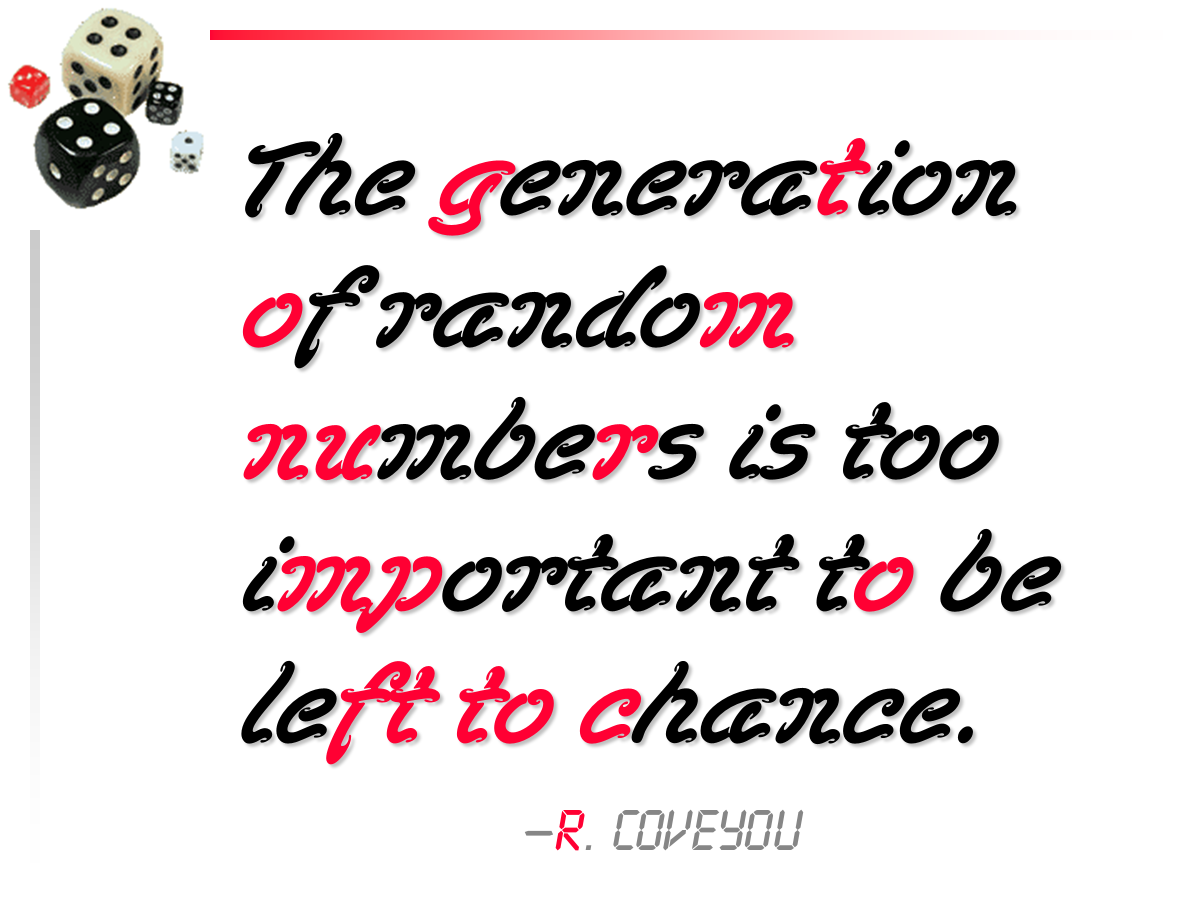 The generation
of random
numbers is too
important to be
left to chance.
–R. COVEYOU